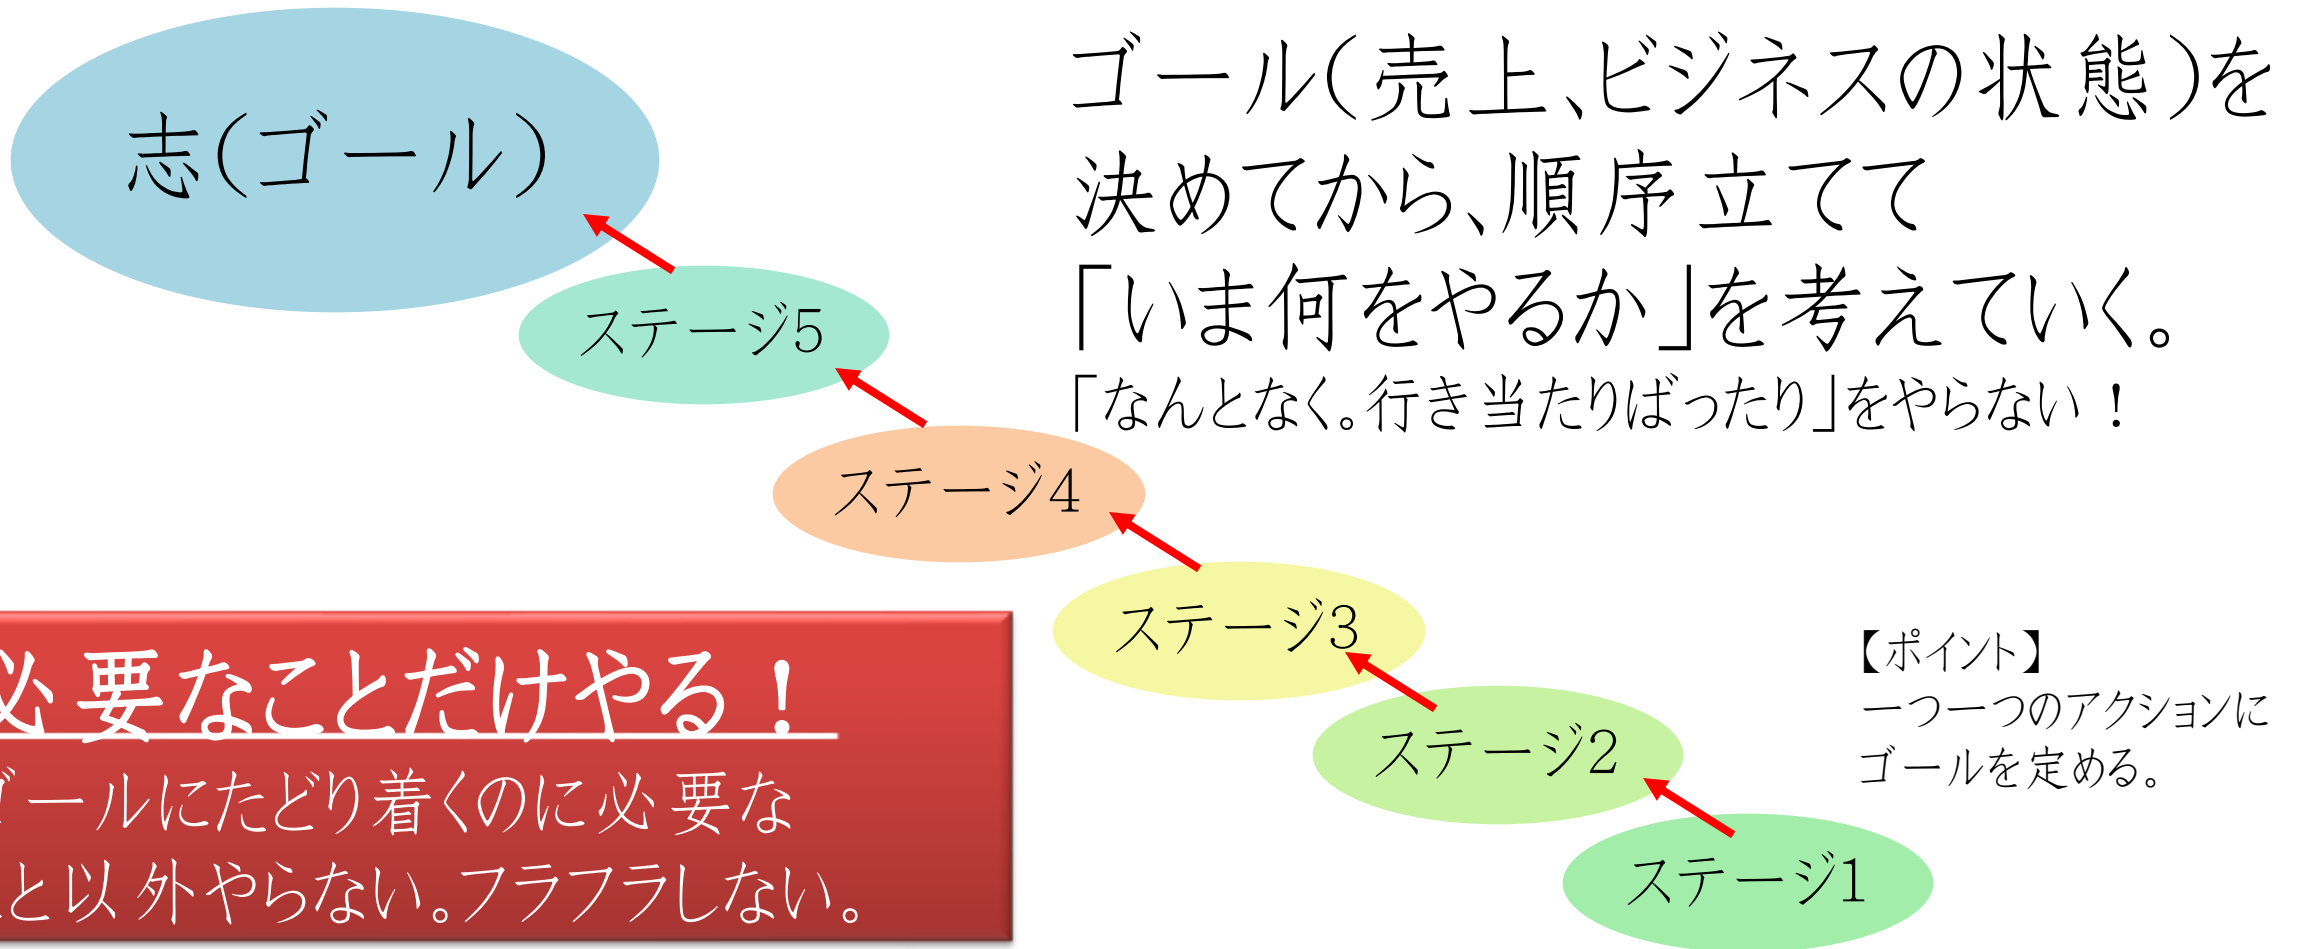 志(ゴール)
ゴール(売上、ビジネスの状態)を
決めてから、順序立てて
「いま何をやるか」を考えていく。
「なんとなく。行き当たりばったり」をやらない！
ステージ5
ステージ4
ステージ3
ステージ2
ステージ1
必要なことだけやる！
ゴールにたどり着くのに必要な
こと以外やらない。フラフラしない。
【ポイント】
一つ一つのアクションに
ゴールを定める。